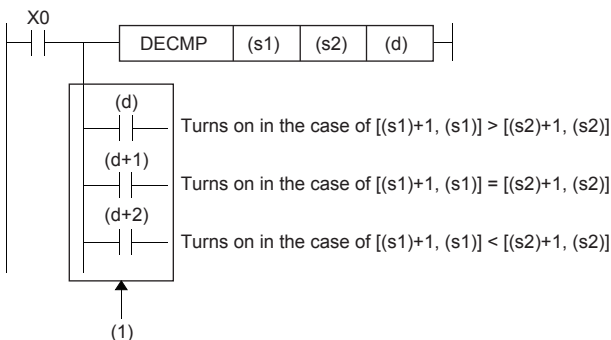 X0
DECMP (s1) (s2) (d)
(d)
Turns on in the case of [(s1)+1, (s1)] > [(s2)+1, (s2)]
(d+1)
Turns on in the case of [(s1)+1, (s1)] = [(s2)+1, (s2)]
(d+2)
Turns on in the case of [(s1)+1, (s1)] < [(s2)+1, (s2)]
(1)